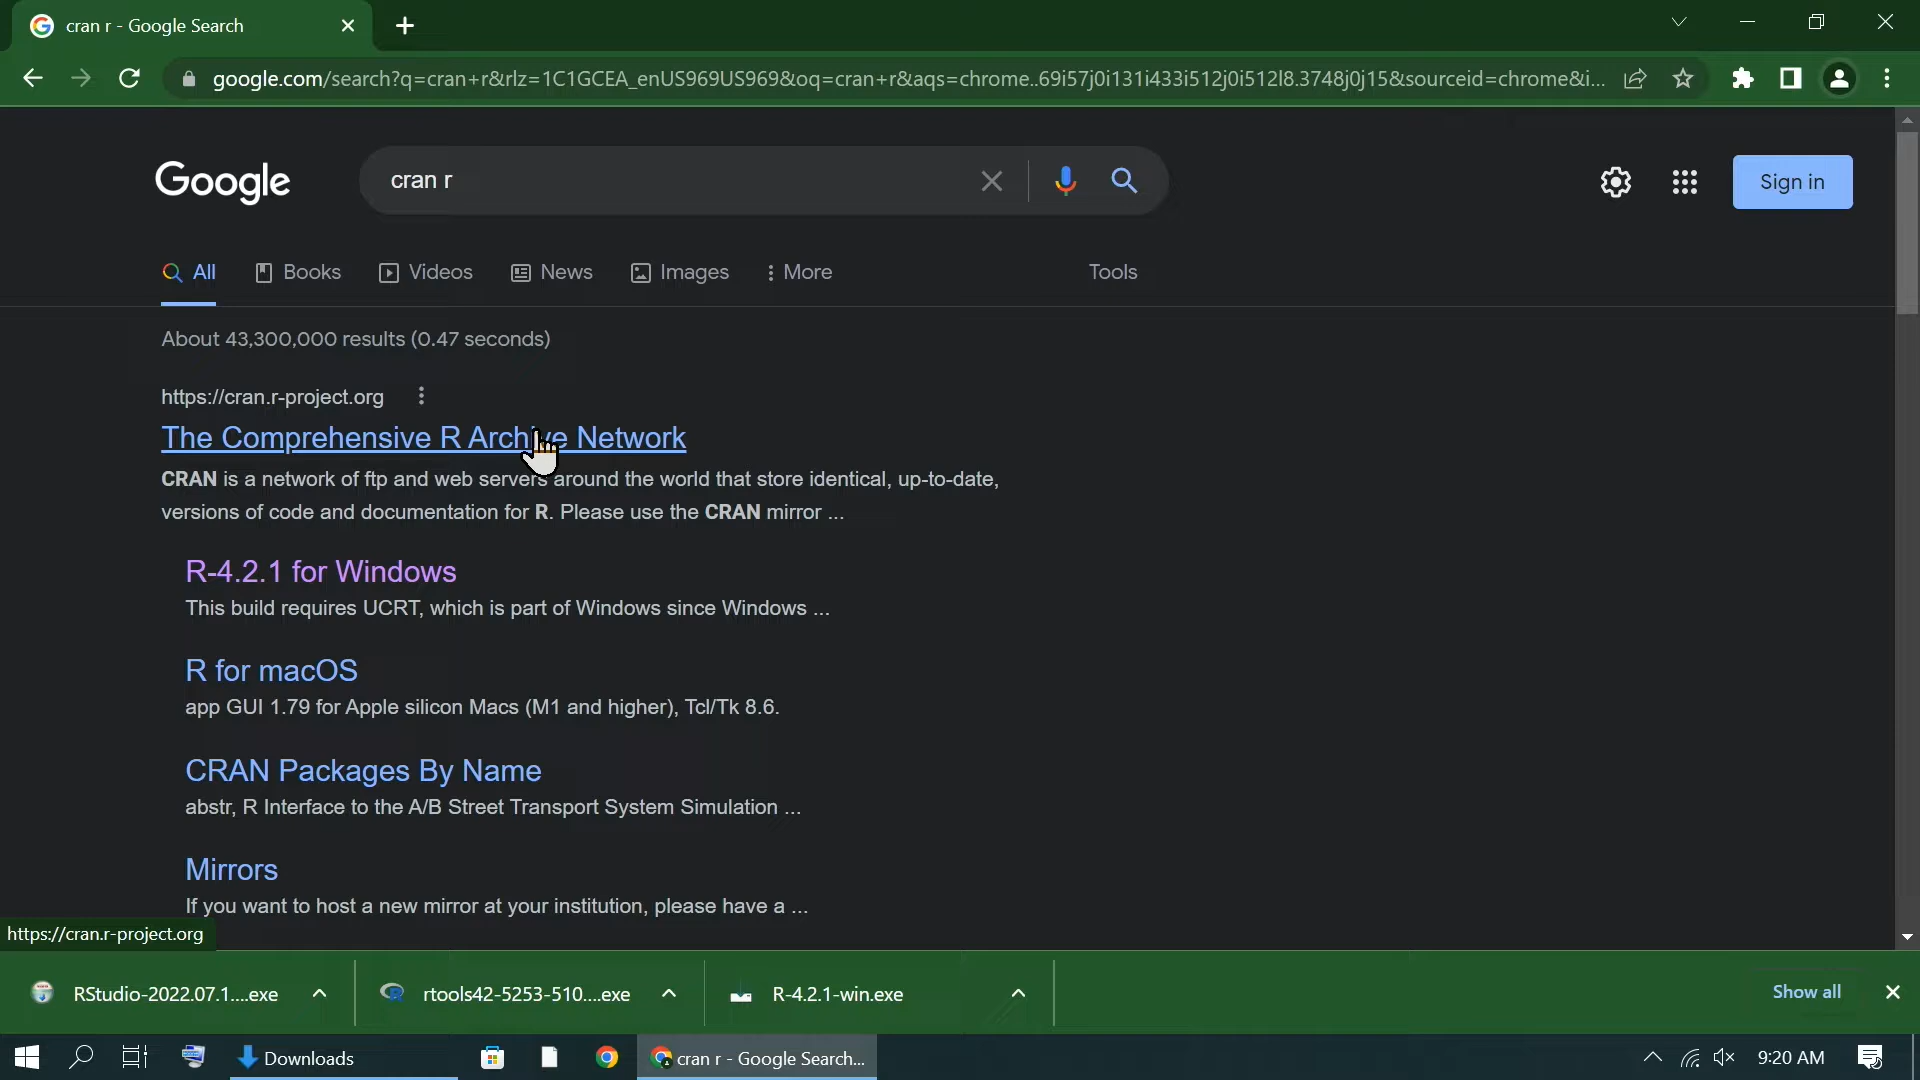 cran r - Google Search
google.com/search?q=cran+r&rlz=1C1GCEA_enUS969US969&oq=cran+r&aqs=chrome..69i57j0i131i433i512j0i512l8.3748j0j15&sourceid=chrome&i...
Google
cran r
Sign in
All
Books
Videos
News
Images
More
Tools
About 43,300,000 results (0.47 seconds)
https://cran.r-project.org
The Comprehensive R Archive Network
CRAN is a network of ftp and web servers around the world that store identical, up-to-date,
versions of code and documentation for R. Please use the CRAN mirror ...
R-4.2.1 for Windows
This build requires UCRT, which is part of Windows since Windows ...
R for macOS
app GUI 1.79 for Apple silicon Macs (M1 and higher), Tcl/Tk 8.6.
CRAN Packages By Name
abstr, R Interface to the A/B Street Transport System Simulation ...
Mirrors
If you want to host a new mirror at your institution, please have a ...
https://cran.r-project.org
RStudio-2022.07.1....exe
rtools42-5253-510....exe
R-4.2.1-win.exe
Show all
Downloads
cran r - Google Search...
9:20 AM